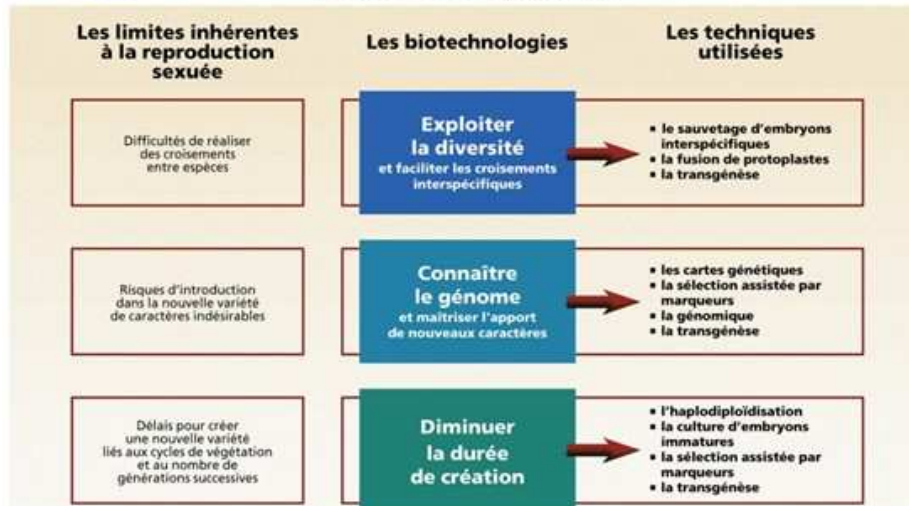 Les limites inhérentes
à la reproduction
sexuée
Les biotechnologies
Les techniques
utilisées
Difficultés de réaliser
des croisements
entre espèces
Exploiter
la diversité
et faciliter les croisements
interspécifiques
▪ le sauvetage d'embryons
interspécifiques
▪ la fusion de protoplastes
▪ la transgénèse
Risques d'introduction
dans la nouvelle variété
de caractères indésirables
Connaître
le génome
et maîtriser l'apport
de nouveaux caractères
▪ les cartes génétiques
▪ la sélection assistée par
marqueurs
▪ la génomique
▪ la transgénèse
Délais pour créer
une nouvelle variété
liés aux cycles de végétation
et au nombre de
générations successives
Diminuer
la durée
de création
▪ l'haplodiploïdisation
▪ la culture d'embryons
immatures
▪ la sélection assistée par
marqueurs
▪ la transgénèse